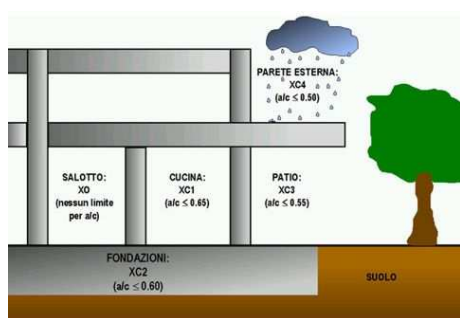 PARETE ESTERNA:
XC4
(a/c ≤ 0.50)
SALOTTO:
XO
(nessun limite
per a/c)
CUCINA:
XC1
(a/c ≤ 0.65)
PATIO:
XC3
(a/c ≤ 0.55)
FONDAZIONI:
XC2
(a/c ≤ 0.60)
SUOLO